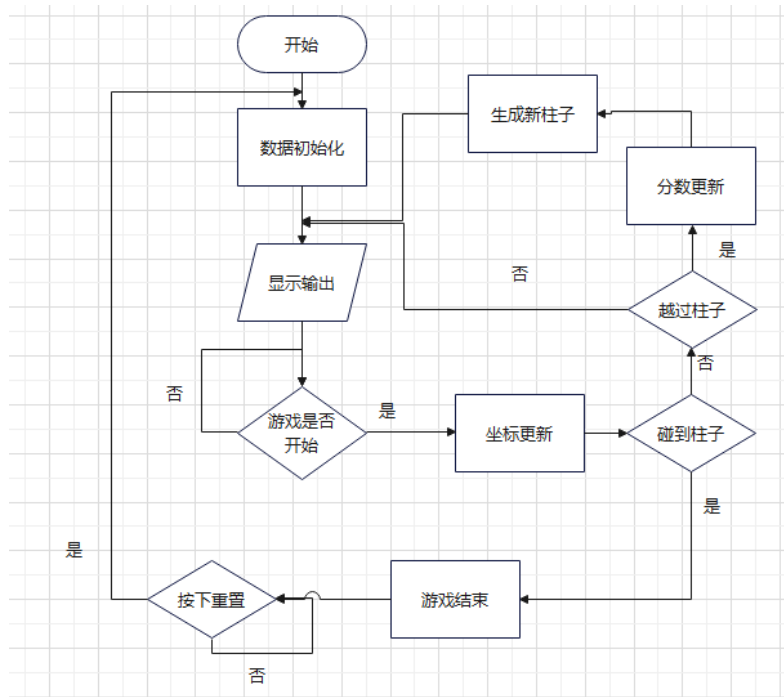 开始
生成新柱子
数据初始化
分数更新
是
否
显示输出
越过柱子
否
否
是
游戏是否
开始
坐标更新
碰到柱子
是
是
按下重置
游戏结束
否